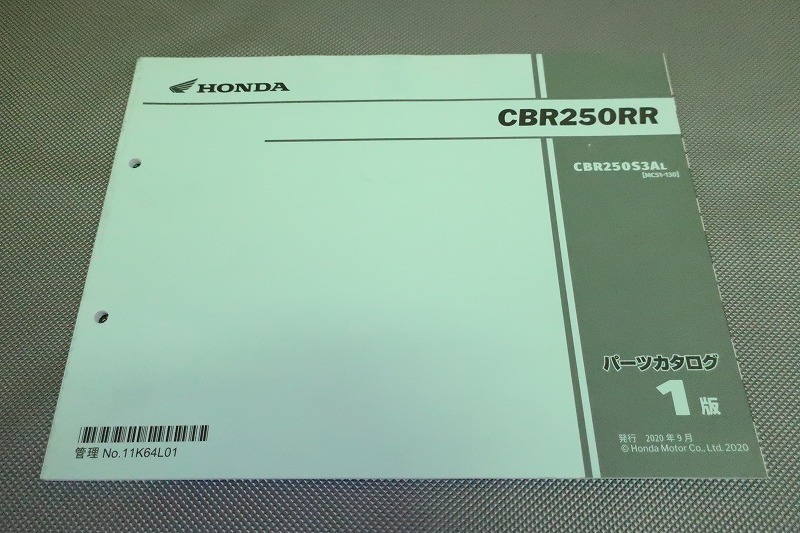 HONDA
CBR250RR
CBR250S3AL
[MC51-130]
パーツカタログ
1版
発行 2020年9月
© Honda Motor Co., Ltd. 2020
管理 No.11K64L01